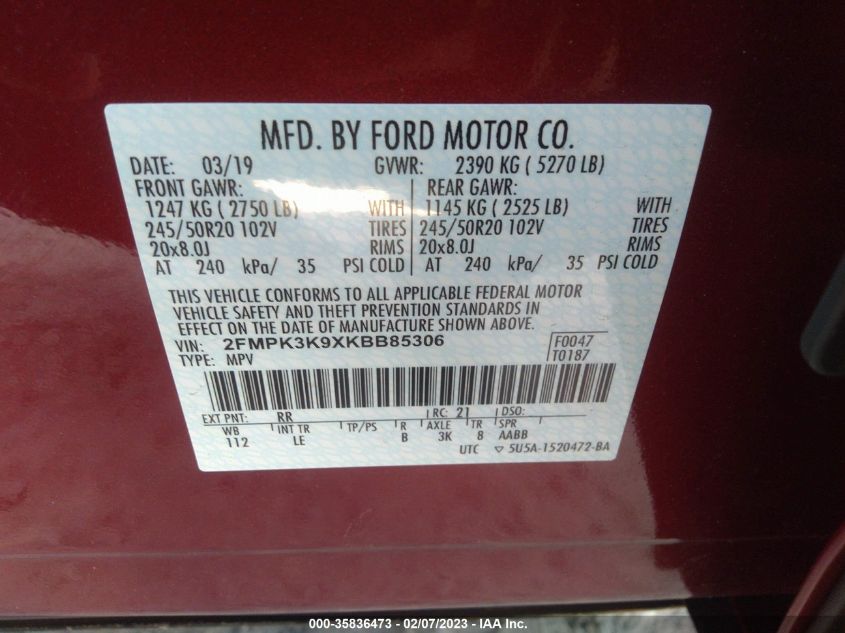 MFD. BY FORD MOTOR CO.
DATE: 03/19 GVWR: 2390 KG ( 5270 LB)
FRONT GAWR: REAR GAWR:
1247 KG ( 2750 LB) WITH 1145 KG ( 2525 LB) WITH
245/50R20 102V TIRES 245/50R20 102V TIRES
20x8.0J RIMS 20x8.0J RIMS
AT 240 kPa/ 35 PSI COLD AT 240 kPa/ 35 PSI COLD
THIS VEHICLE CONFORMS TO ALL APPLICABLE FEDERAL MOTOR
VEHICLE SAFETY AND THEFT PREVENTION STANDARDS IN
EFFECT ON THE DATE OF MANUFACTURE SHOWN ABOVE.
VIN: 2FMPK3K9XKBB85306 F0047
TYPE: MPV T0187
EXT PNT: RR RC: 21 DSO:
WB INT TR TP/PS R AXLE TR SPR
112 LE B 3K 8 AABB
UTC ▽ 5U5A-1520472-BA
000-35836473 — 02/07/2023 — IAA Inc.